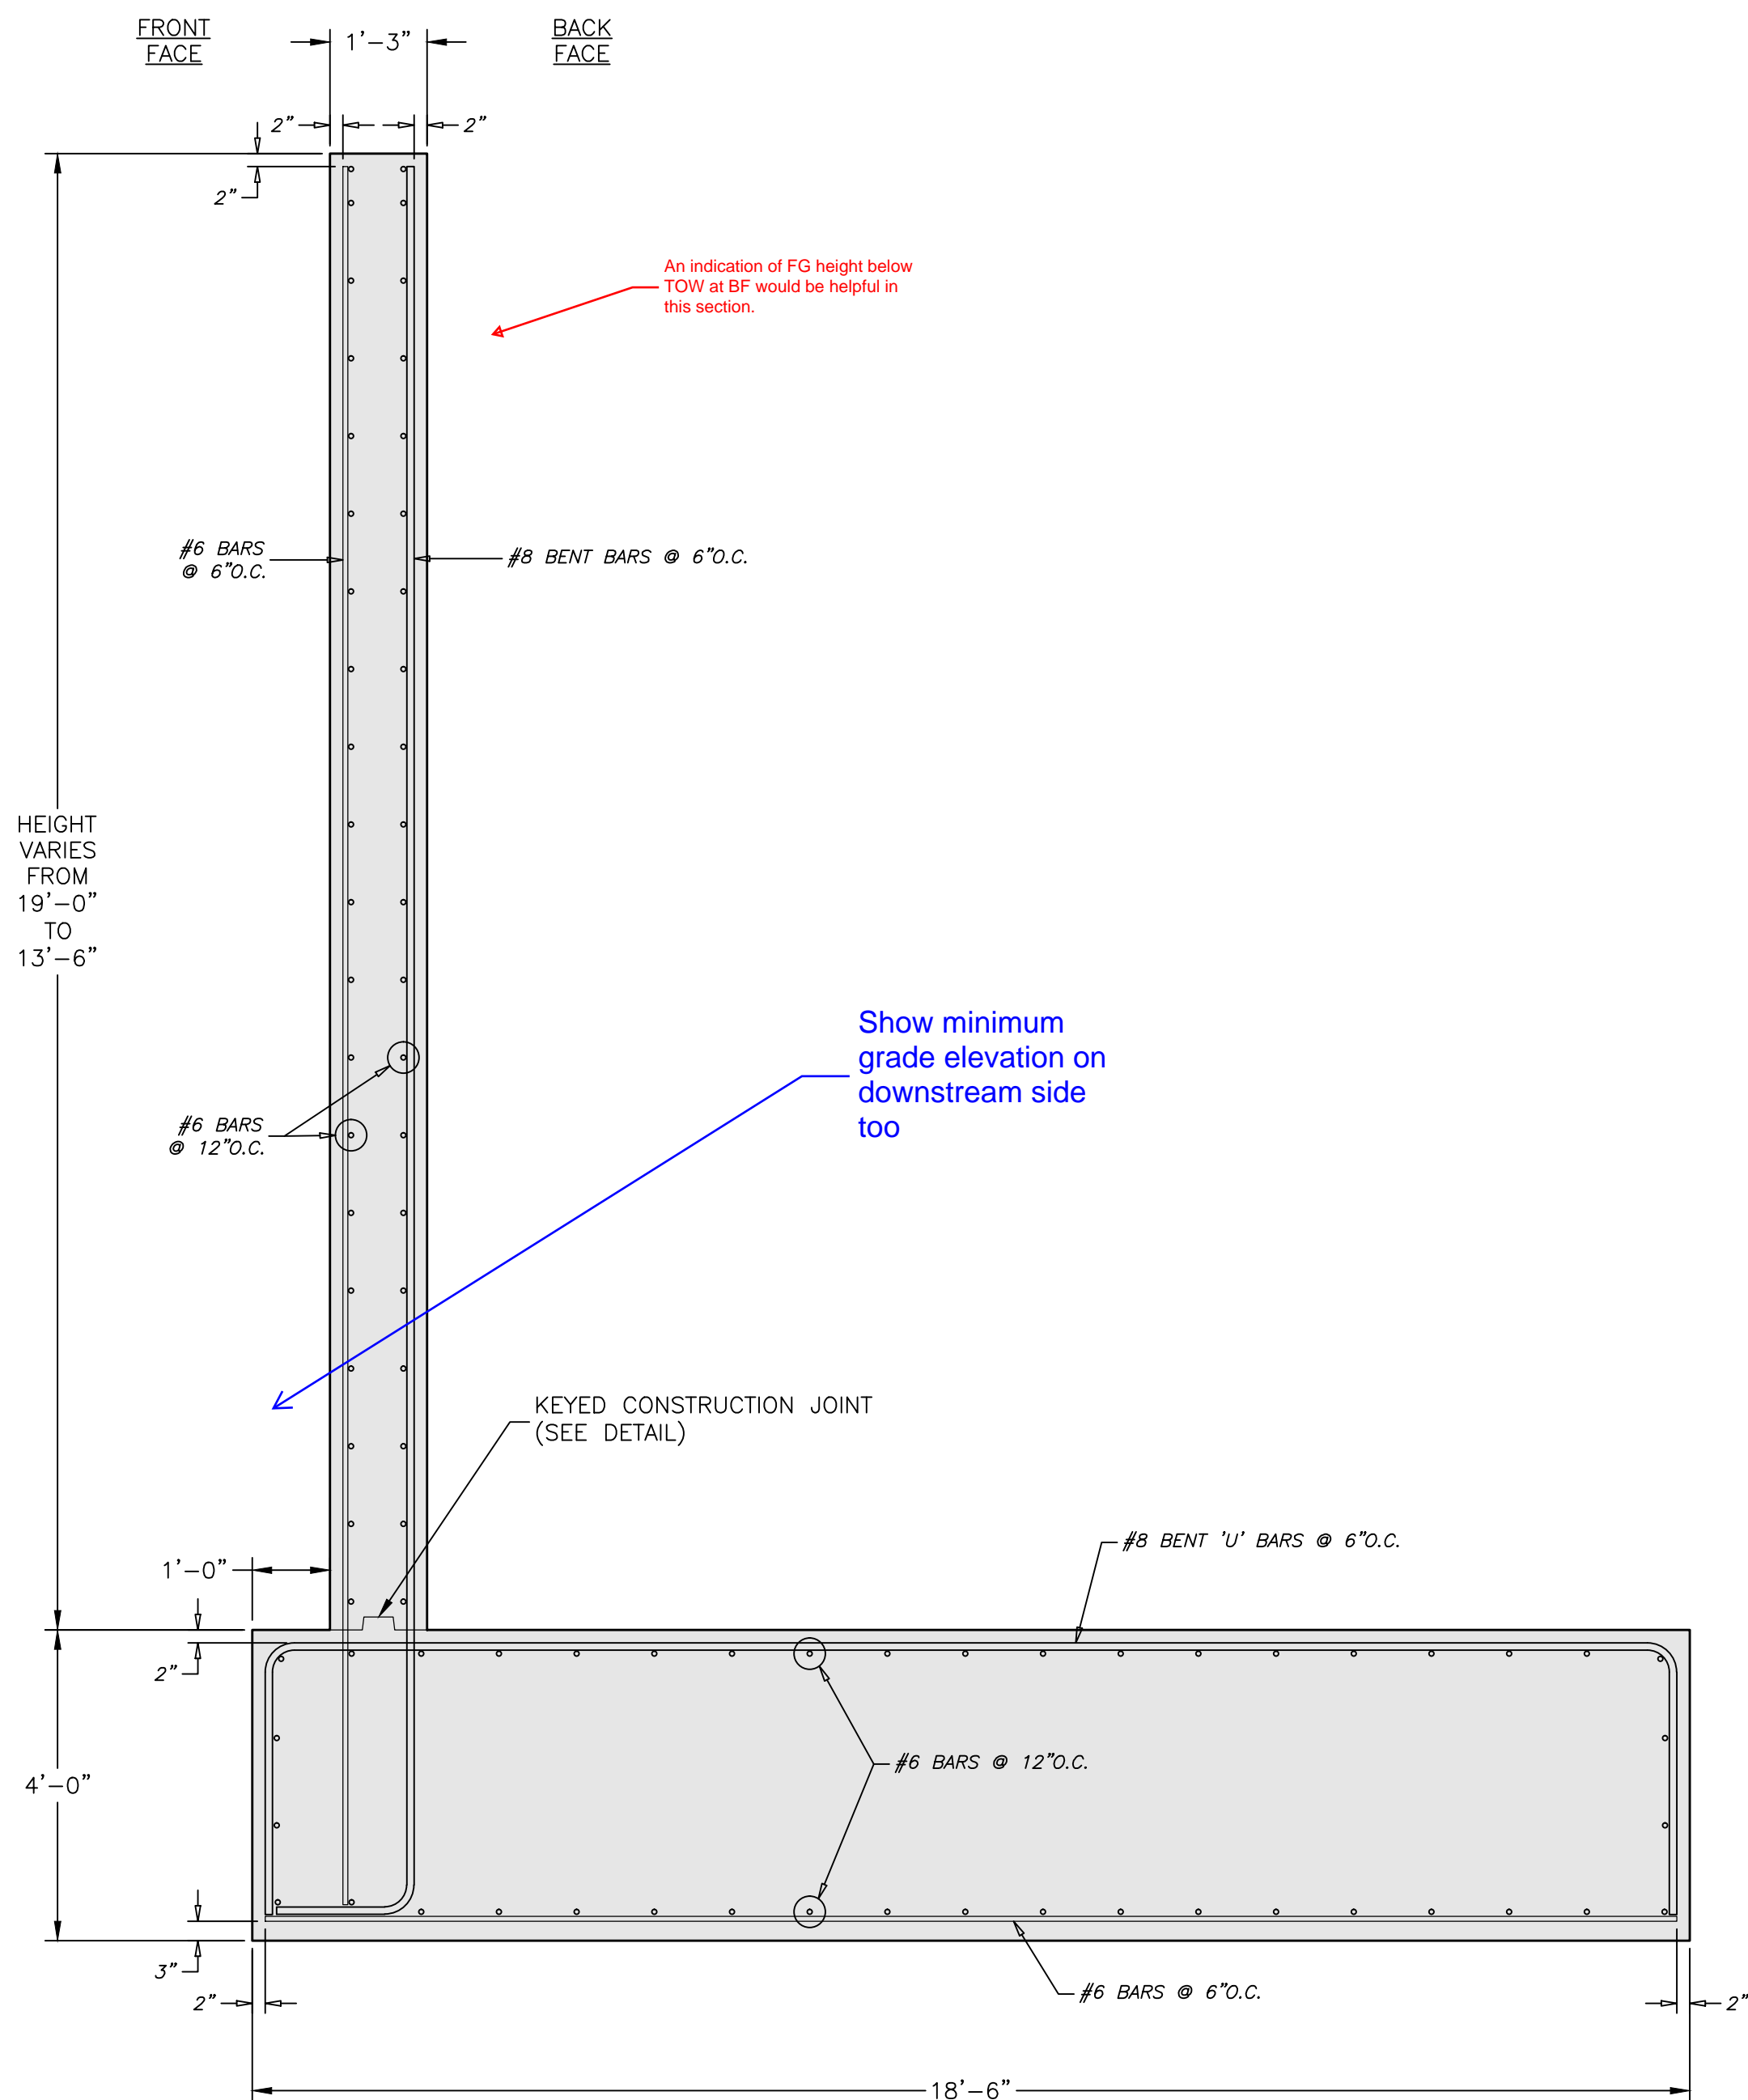 FRONT
FACE
1'-3"
BACK
FACE
2"
2"
2"
An indication of FG height below
TOW at BF would be helpful in
this section.
#6 BARS
@ 6"O.C.
#8 BENT BARS @ 6"O.C.
HEIGHT
VARIES
FROM
19'-0"
TO
13'-6"
Show minimum
grade elevation on
downstream side
too
#6 BARS
@ 12"O.C.
KEYED CONSTRUCTION JOINT
(SEE DETAIL)
#8 BENT 'U' BARS @ 6"O.C.
1'-0"
2"
#6 BARS @ 12"O.C.
4'-0"
3"
#6 BARS @ 6"O.C.
2"
2"
18'-6"